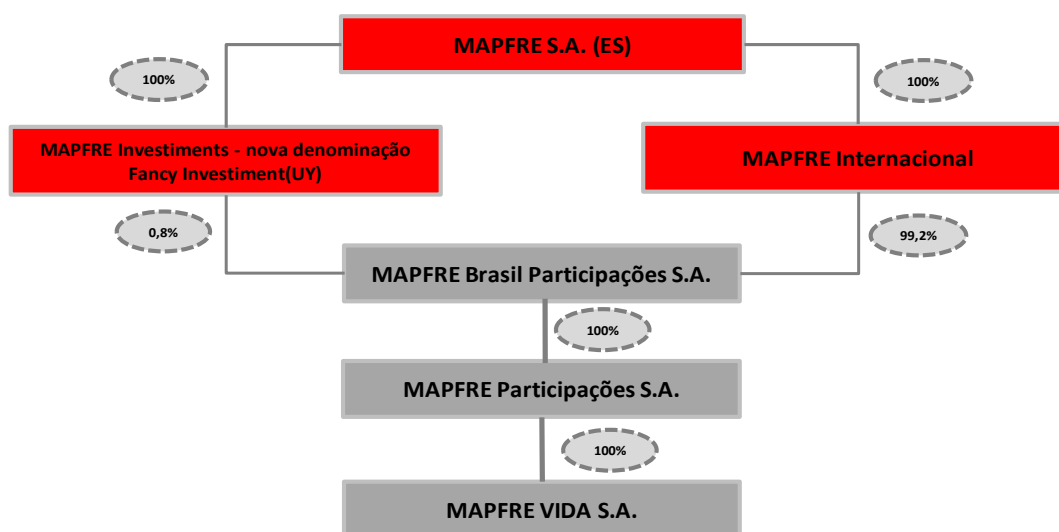 MAPFRE S.A. (ES)
100%
100%
MAPFRE Investiments - nova denominação
Fancy Investiment(UY)
MAPFRE Internacional
0,8%
99,2%
MAPFRE Brasil Participações S.A.
100%
MAPFRE Participações S.A.
100%
MAPFRE VIDA S.A.